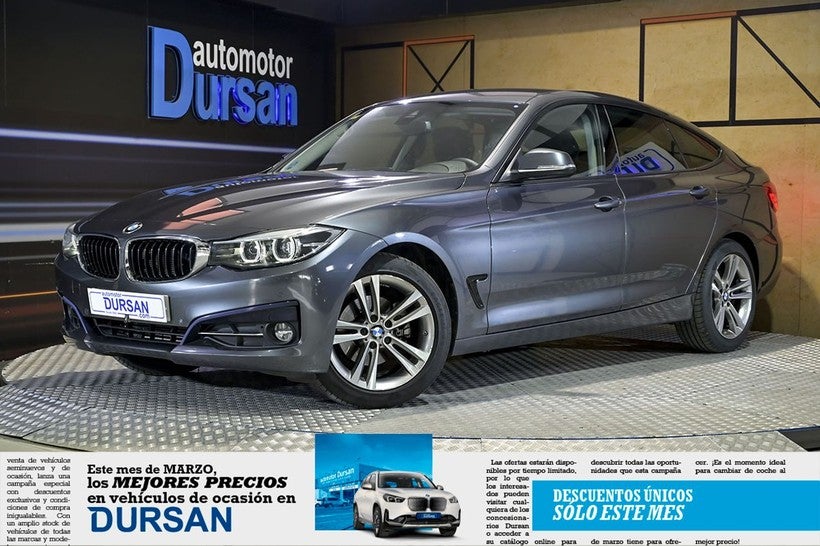 automotor
Dursan
automotor
DURSAN
.com
venta de vehículos
seminuevos y de
ocasión, lanza una
campaña especial
con descuentos
exclusivos y condi-
ciones de compra
inigualables. Con
un amplio stock de
vehículos de todas
las marcas y mode-
Este mes de MARZO,
los MEJORES PRECIOS
en vehículos de ocasión en
DURSAN
automotor Dursan
Las ofertas estarán dispo-
nibles por tiempo limitado,
por lo que
los interesa-
dos pueden
visitar cual-
quiera de los
concesiona-
rios Dursan
o acceder a
su catálogo online para
descubrir todas las oportu-
nidades que esta campaña
de marzo tiene para ofre-
cer. ¡Es el momento ideal
para cambiar de coche al
mejor precio!
DESCUENTOS ÚNICOS
SÓLO ESTE MES